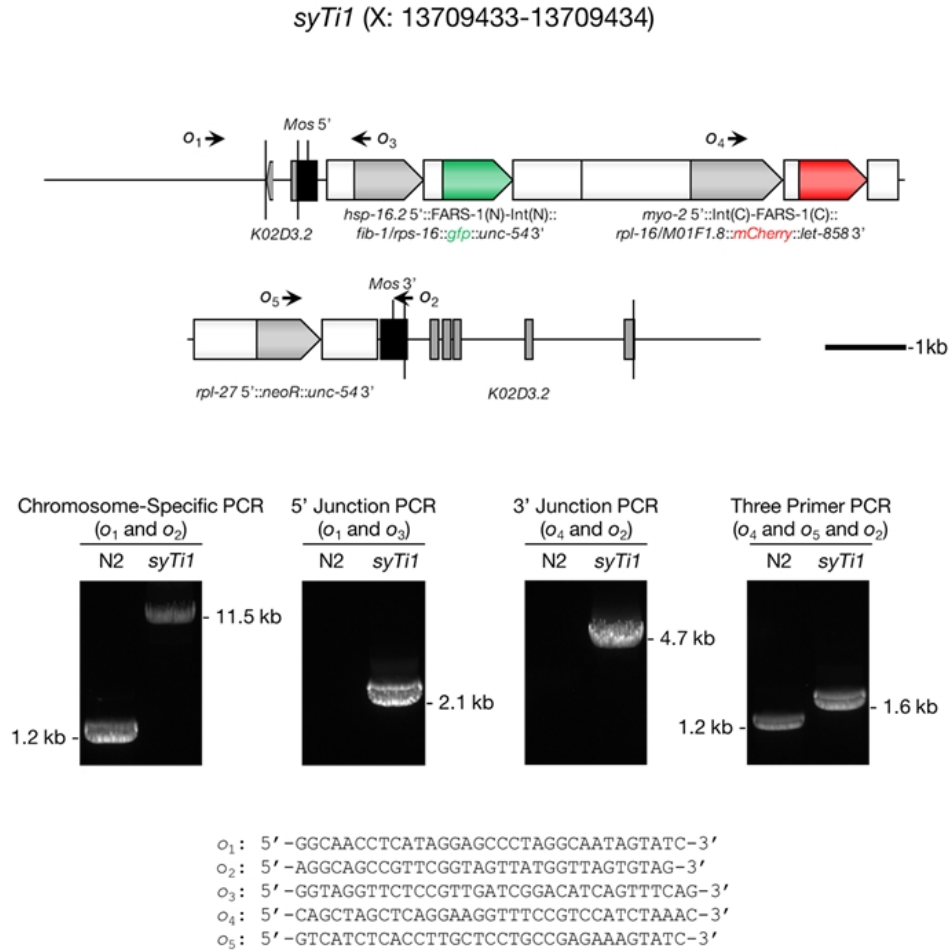 syTi1 (X: 13709433-13709434)
Mos 5’
o1 o3 o4
K02D3.2
hsp-16.2 5’::FARS-1(N)-Int(N)::
fib-1/rps-16::gfp::unc-54 3’
myo-2 5’::Int(C)-FARS-1(C)::
rpl-16/M01F1.8::mCherry::let-858 3’
Mos 3’
o5 o2
-1kb
rpl-27 5’::neoR::unc-54 3’
K02D3.2
Chromosome-Specific PCR
(o1 and o2)
N2 syTi1
- 11.5 kb
1.2 kb -
5’ Junction PCR
(o1 and o3)
N2 syTi1
- 2.1 kb
3’ Junction PCR
(o4 and o2)
N2 syTi1
- 4.7 kb
Three Primer PCR
(o4 and o5 and o2)
N2 syTi1
- 1.6 kb
1.2 kb -
o1: 5’-GGCAACCTCATAGGAGCCCTAGGCAATAGTATC-3’
o2: 5’-AGGCAGCCGTTCGGTAGTTATGGTTAGTGTAG-3’
o3: 5’-GGTAGGTTCTCCGTTGATCGGACATCAGTTTCAG-3’
o4: 5’-CAGCTAGCTCAGGAAGGTTTCCGTCCATCTAAAC-3’
o5: 5’-GTCATCTCACCTTGCTCCTGCCGAGAAAGTATC-3’